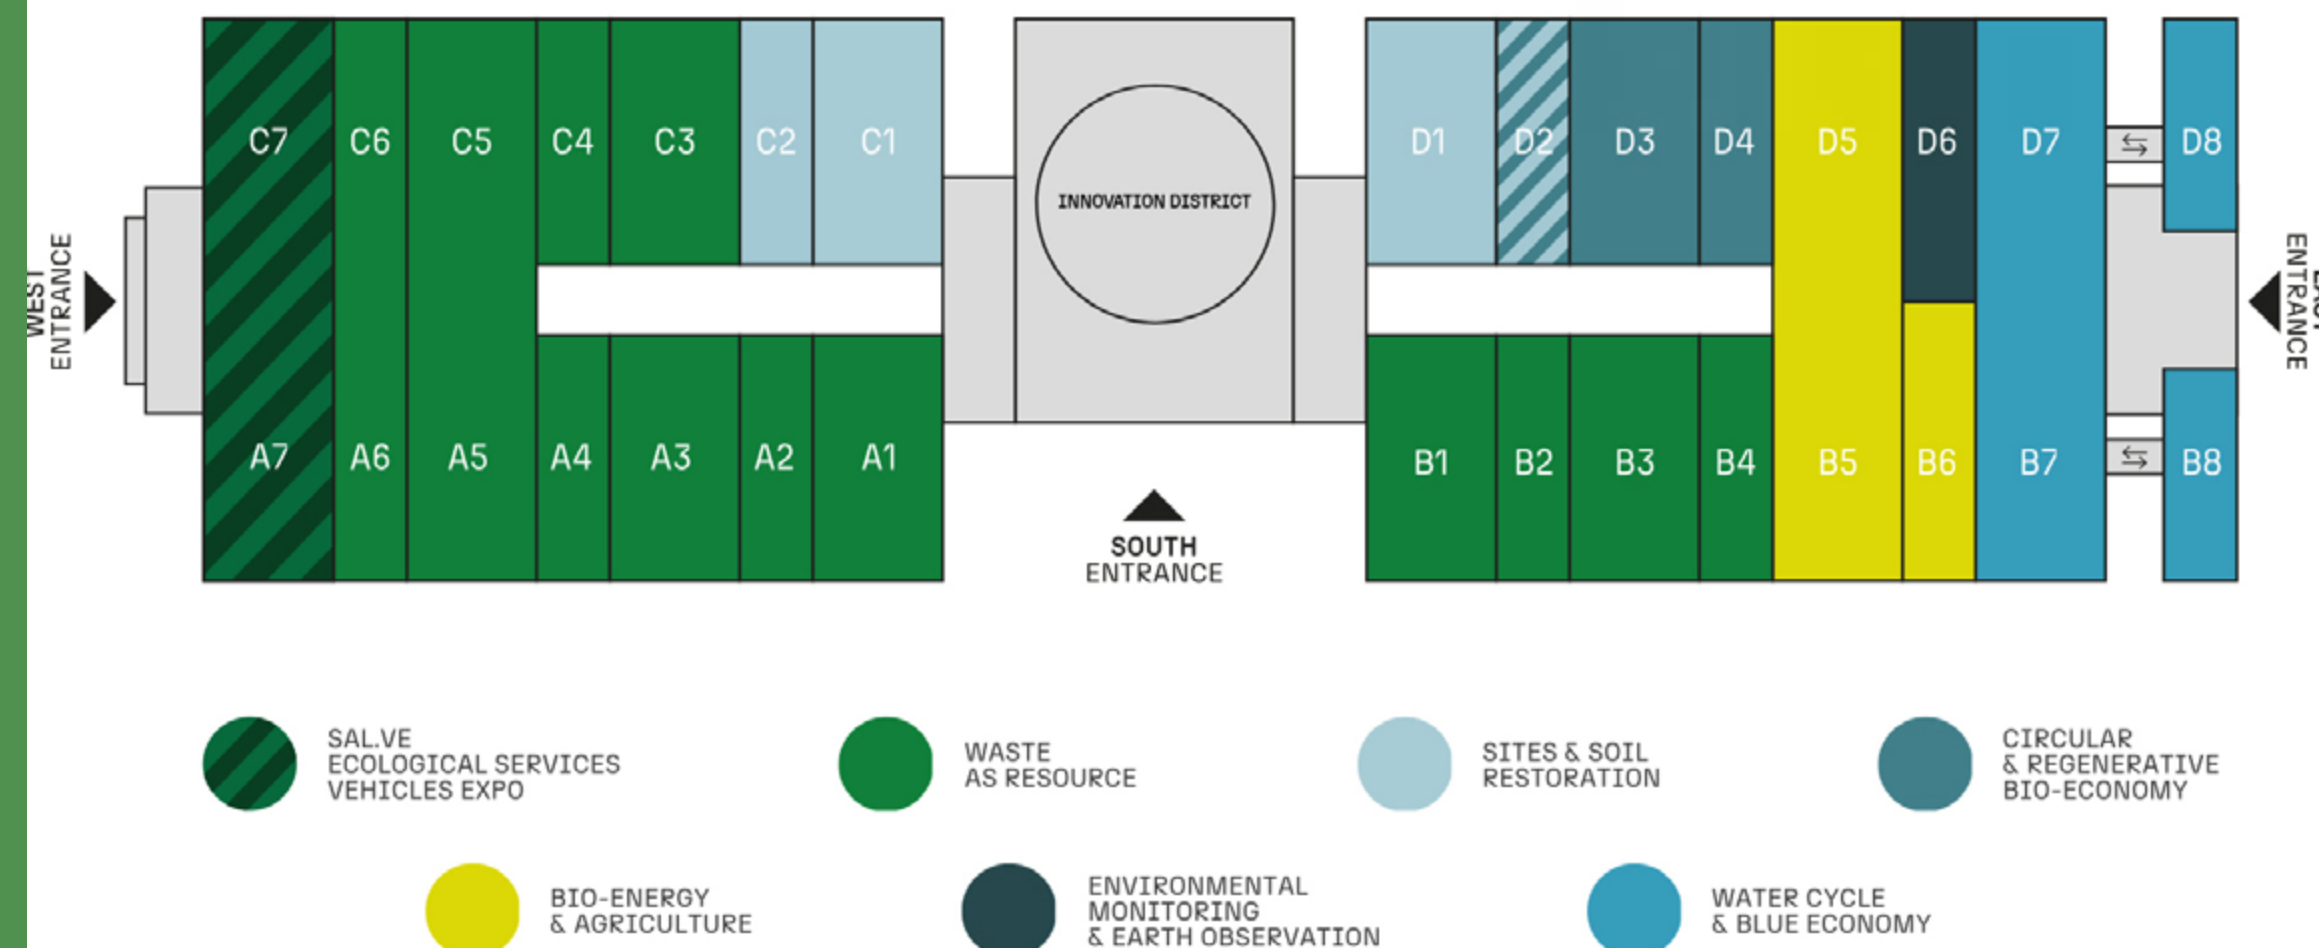 C7 C6 C5 C4 C3 C2 C1
D1 D2 D3 D4 D5 D6 D7 D8
INNOVATION DISTRICT
WEST
ENTRANCE
ENTRANCE
A7 A6 A5 A4 A3 A2 A1
B1 B2 B3 B4 B5 B6 B7 B8
SOUTH
ENTRANCE
SAL.VE
ECOLOGICAL SERVICES
VEHICLES EXPO
WASTE
AS RESOURCE
SITES & SOIL
RESTORATION
CIRCULAR
& REGENERATIVE
BIO-ECONOMY
BIO-ENERGY
& AGRICULTURE
ENVIRONMENTAL
MONITORING
& EARTH OBSERVATION
WATER CYCLE
& BLUE ECONOMY